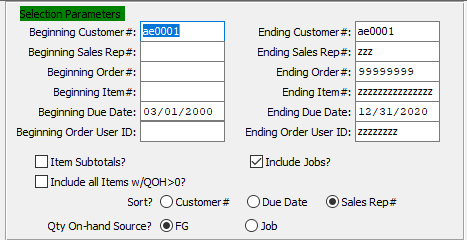 Selection Parameters
Beginning Customer#: ae0001 Ending Customer#: ae0001
Beginning Sales Rep#: Ending Sales Rep#: zzz
Beginning Order#: Ending Order#: 99999999
Beginning Item#: Ending Item#: zzzzzzzzzzzzzzz
Beginning Due Date: 03/01/2000 Ending Due Date: 12/31/2020
Beginning Order User ID: Ending Order User ID: zzzzzzzz
Item Subtotals? Include Jobs?
Include all Items w/QOH>0?
Sort? Customer# Due Date Sales Rep#
Qty On-hand Source? FG Job